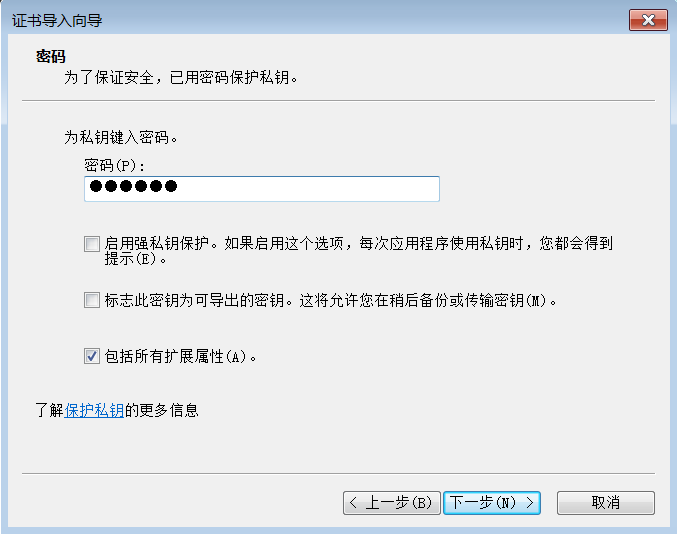 证书导入向导
密码
为了保证安全，已用密码保护私钥。
为私钥键入密码。
密码(P):
●●●●●●
启用强私钥保护。如果启用这个选项，每次应用程序使用私钥时，您都会得到
提示(E)。
标志此密钥为可导出的密钥。这将允许您在稍后备份或传输密钥(M)。
包括所有扩展属性(A)。
了解保护私钥的更多信息
< 上一步(B) 下一步(N) > 取消